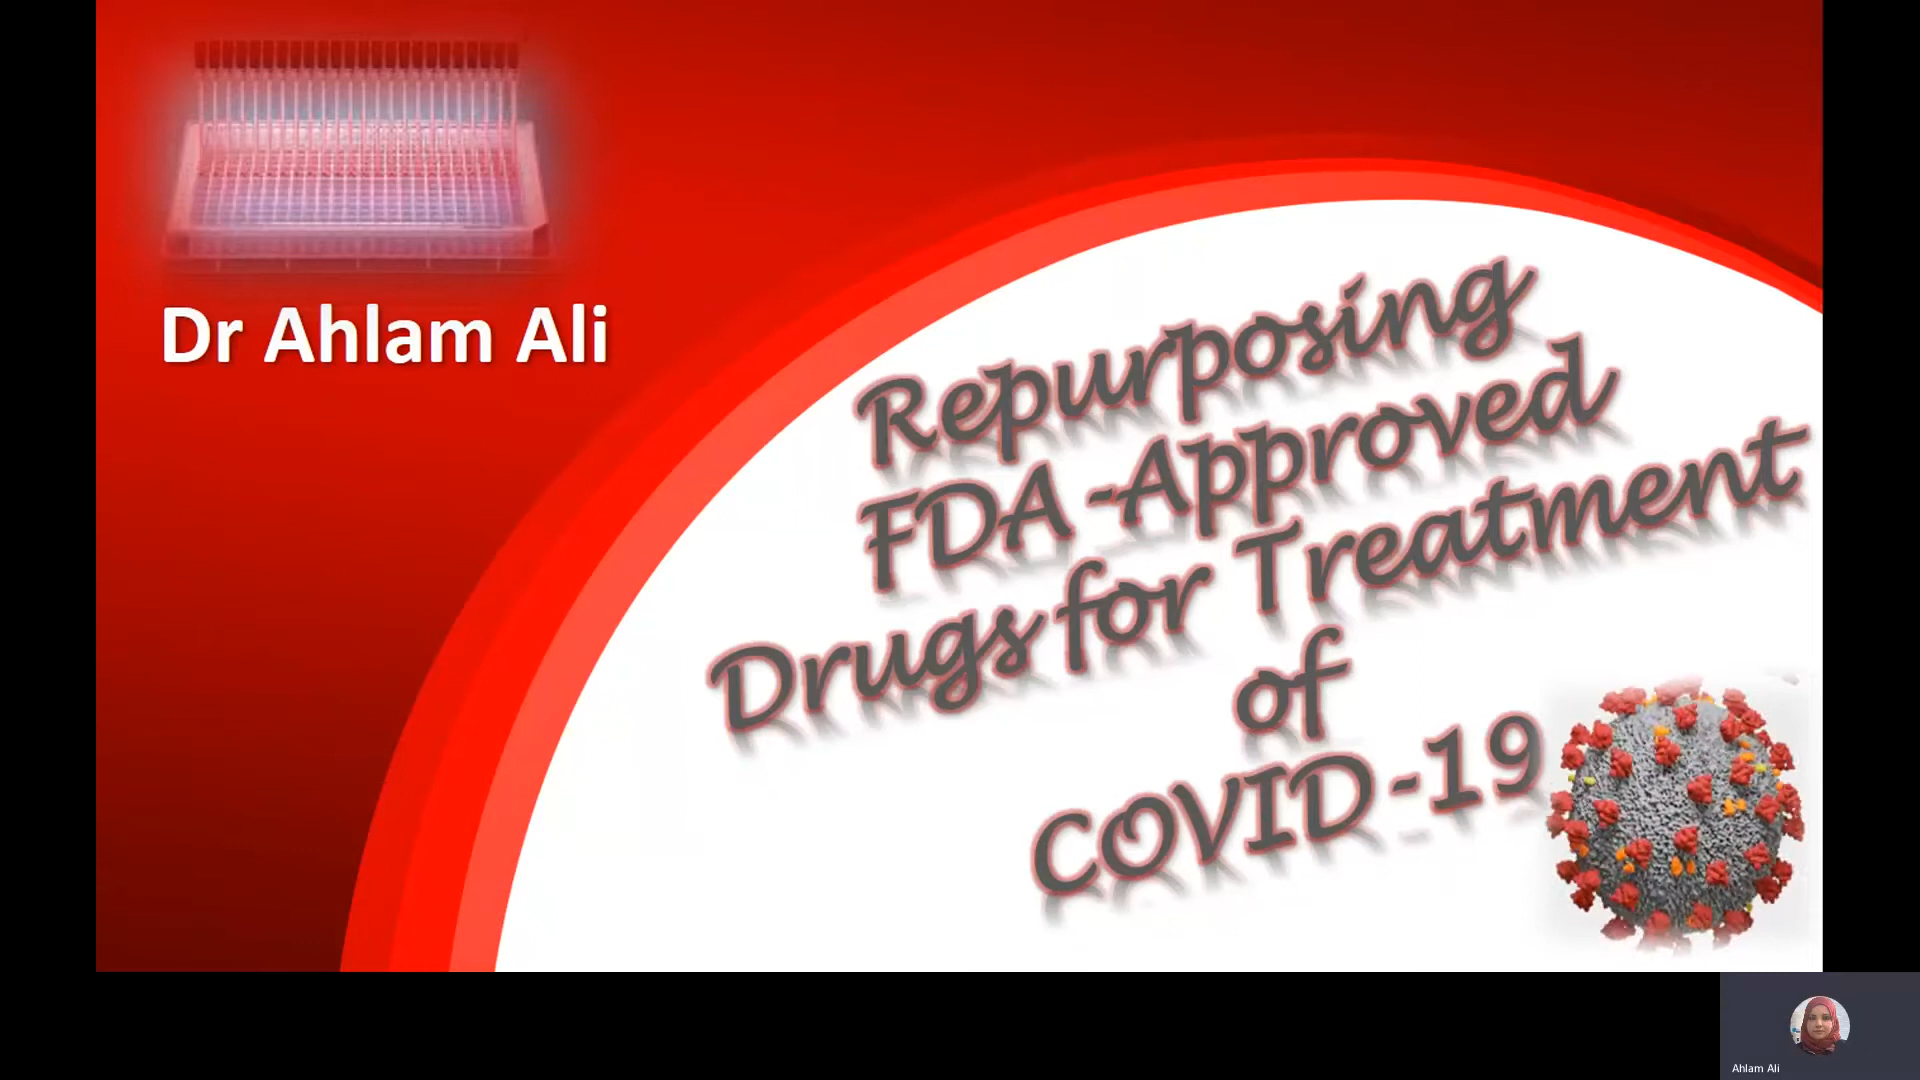 Dr Ahlam Ali
Repurposing
FDA-Approved
Drugs for Treatment
of
COVID-19
Ahlam Ali